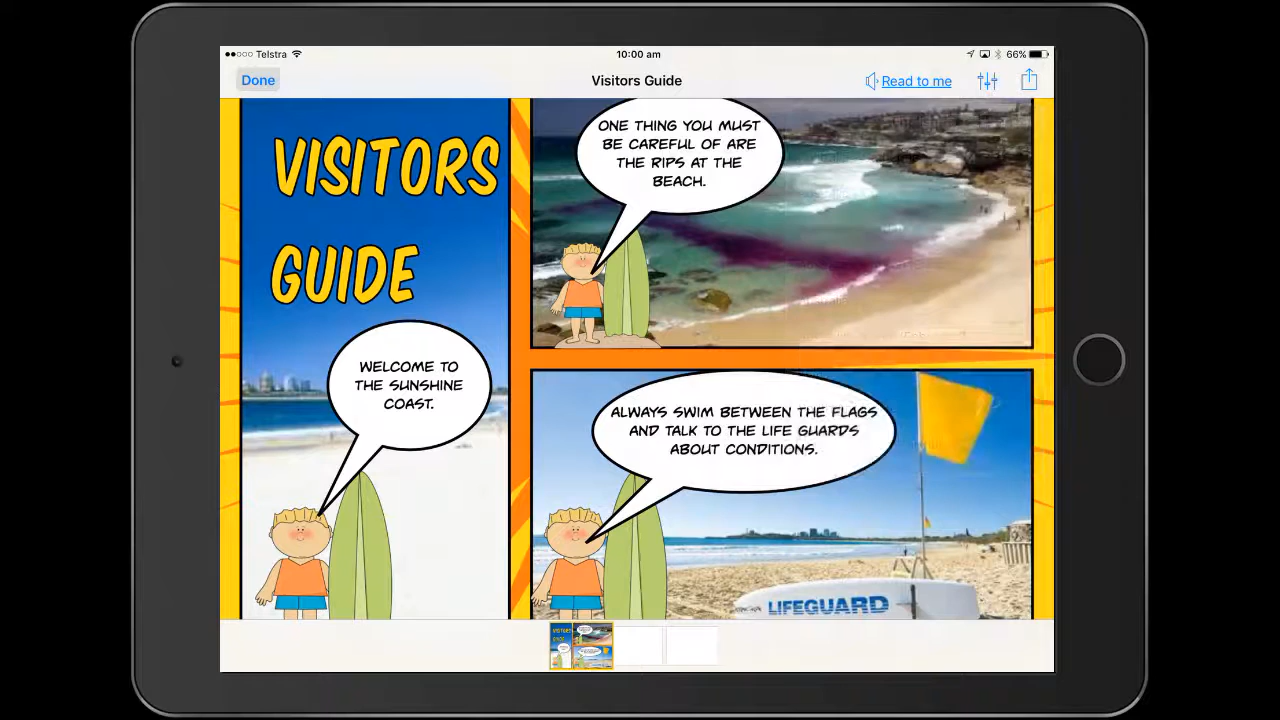 Telstra
10:00 am
66%
Done
Visitors Guide
Read to me
VISITORS
GUIDE
WELCOME TO
THE SUNSHINE
COAST.
ONE THING YOU MUST
BE CAREFUL OF ARE
THE RIPS AT THE
BEACH.
ALWAYS SWIM BETWEEN THE FLAGS
AND TALK TO THE LIFE GUARDS
ABOUT CONDITIONS.
LIFEGUARD